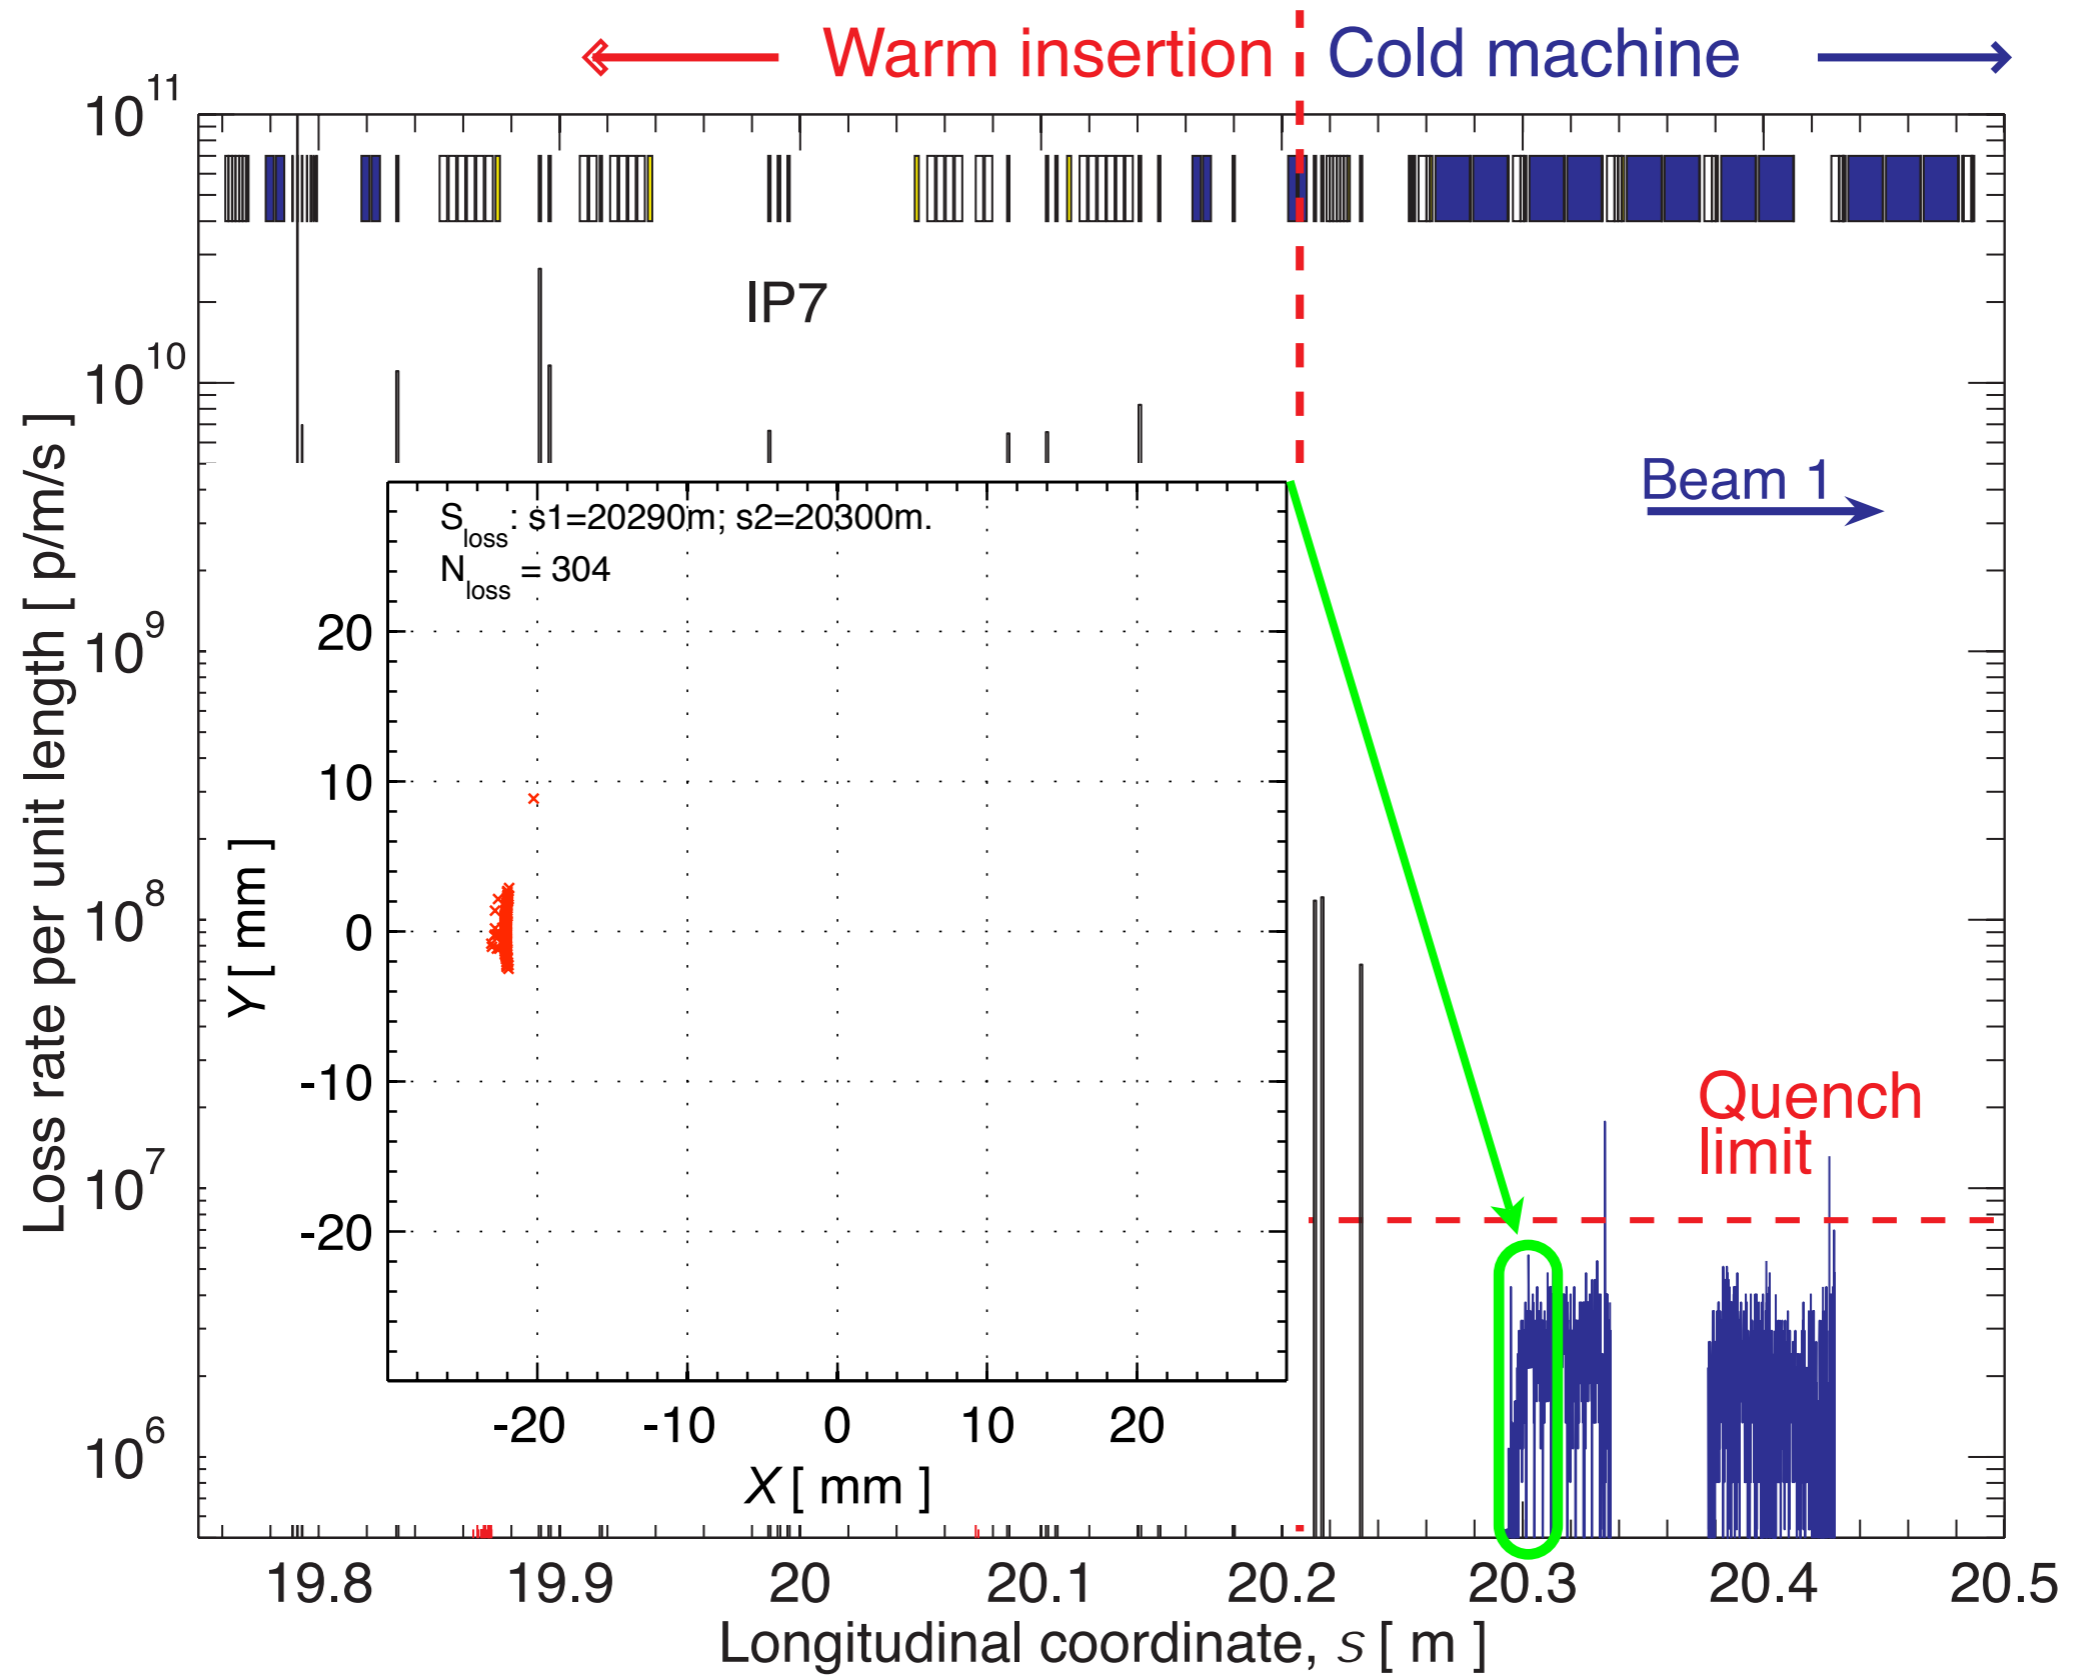 Warm insertion
Cold machine
10^11
10^10
10^9
10^8
10^7
10^6
Loss rate per unit length [ p/m/s ]
IP7
Beam 1
S_loss : s1=20290m; s2=20300m.
N_loss = 304
20
10
0
-10
-20
Y [ mm ]
-20 -10 0 10 20
X [ mm ]
Quench
limit
19.8 19.9 20 20.1 20.2 20.3 20.4 20.5
Longitudinal coordinate, s [ m ]